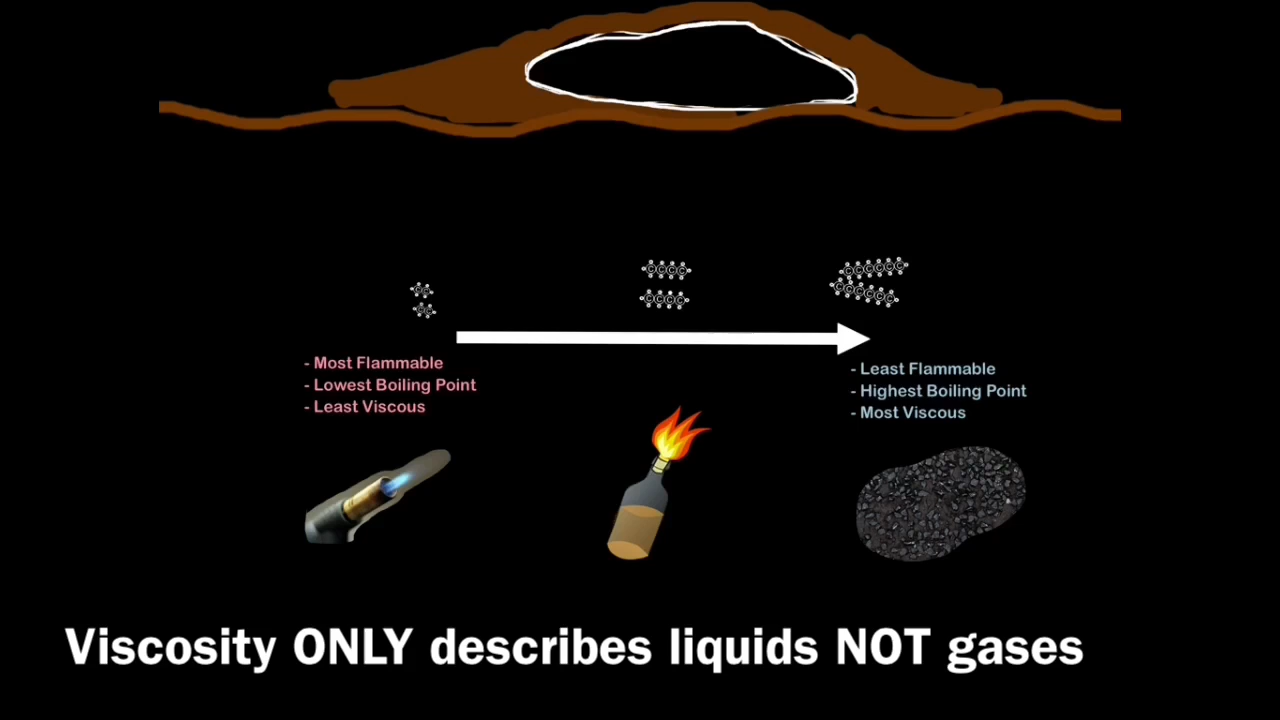 - Most Flammable
- Lowest Boiling Point
- Least Viscous
- Least Flammable
- Highest Boiling Point
- Most Viscous
Viscosity ONLY describes liquids NOT gases